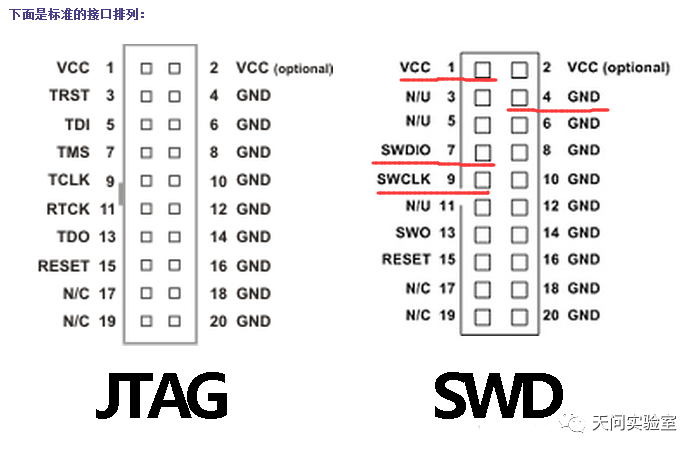 下面是标准的接口排列:
VCC 1 2 VCC (optional)
TRST 3 4 GND
TDI 5 6 GND
TMS 7 8 GND
TCLK 9 10 GND
RTCK 11 12 GND
TDO 13 14 GND
RESET 15 16 GND
N/C 17 18 GND
N/C 19 20 GND
JTAG
VCC 1 2 VCC (optional)
N/U 3 4 GND
N/U 5 6 GND
SWDIO 7 8 GND
SWCLK 9 10 GND
N/U 11 12 GND
SWO 13 14 GND
RESET 15 16 GND
N/C 17 18 GND
N/C 19 20 GND
SWD
天问实验室